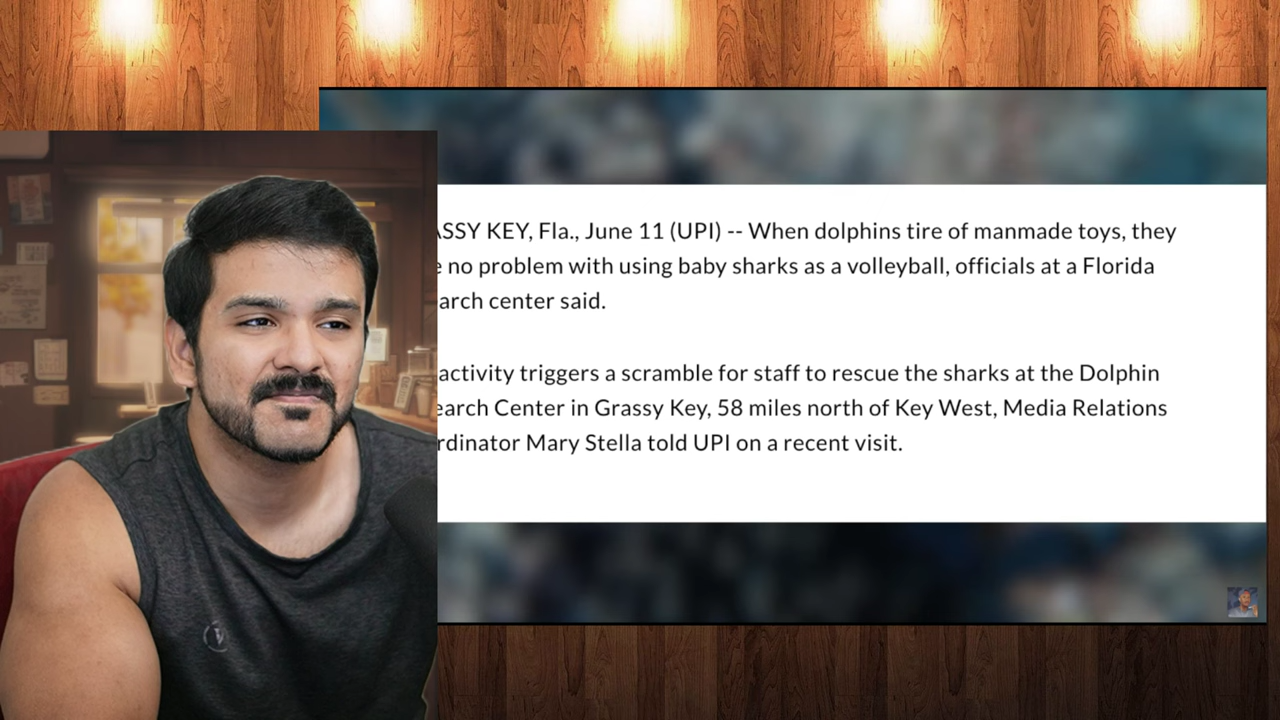 ASSY KEY, Fla., June 11 (UPI) -- When dolphins tire of manmade toys, they
e no problem with using baby sharks as a volleyball, officials at a Florida
arch center said.
activity triggers a scramble for staff to rescue the sharks at the Dolphin
earch Center in Grassy Key, 58 miles north of Key West, Media Relations
rdinator Mary Stella told UPI on a recent visit.